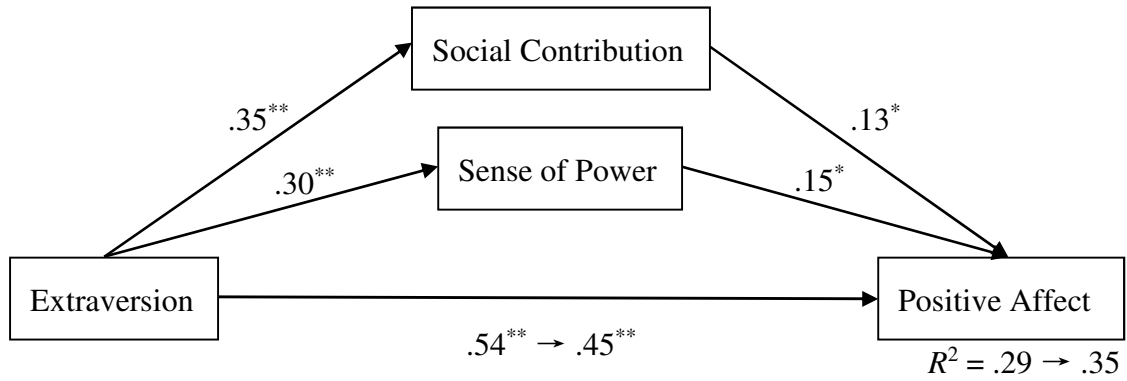 Social Contribution
.35**
.13*
Sense of Power
.30**
.15*
Extraversion
Positive Affect
.54** → .45**
R² = .29 → .35